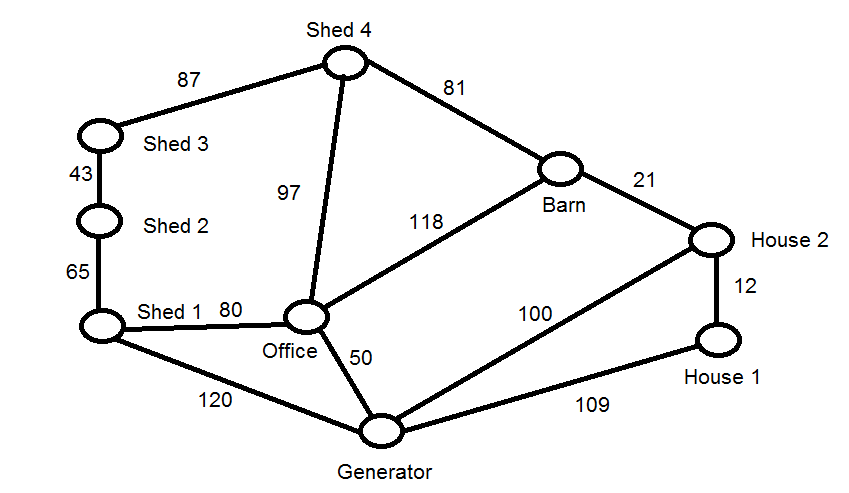 Shed 4
87
81
Shed 3
43
21
97
Barn
118
Shed 2
House 2
65
12
Shed 1
80
100
Office
50
House 1
120
109
Generator